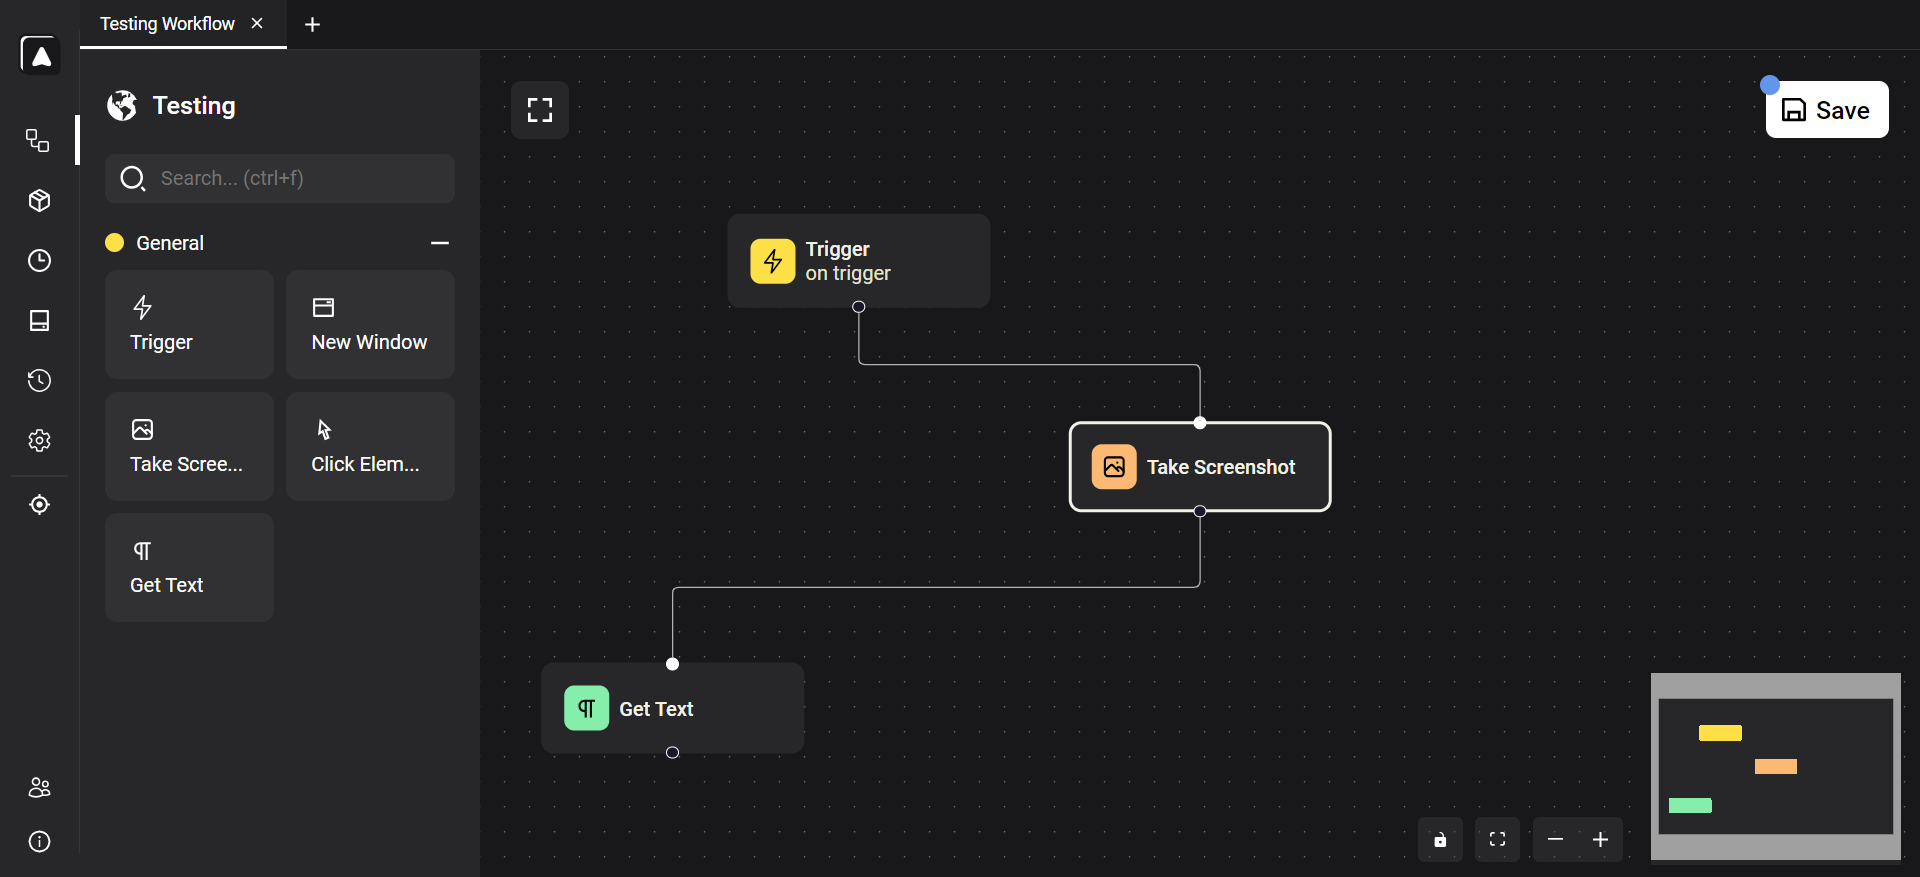 Testing Workflow
Testing
Save
Search... (ctrl+f)
General
Trigger
New Window
Take Scree...
Click Elem...
Get Text
Trigger
on trigger
Take Screenshot
Get Text